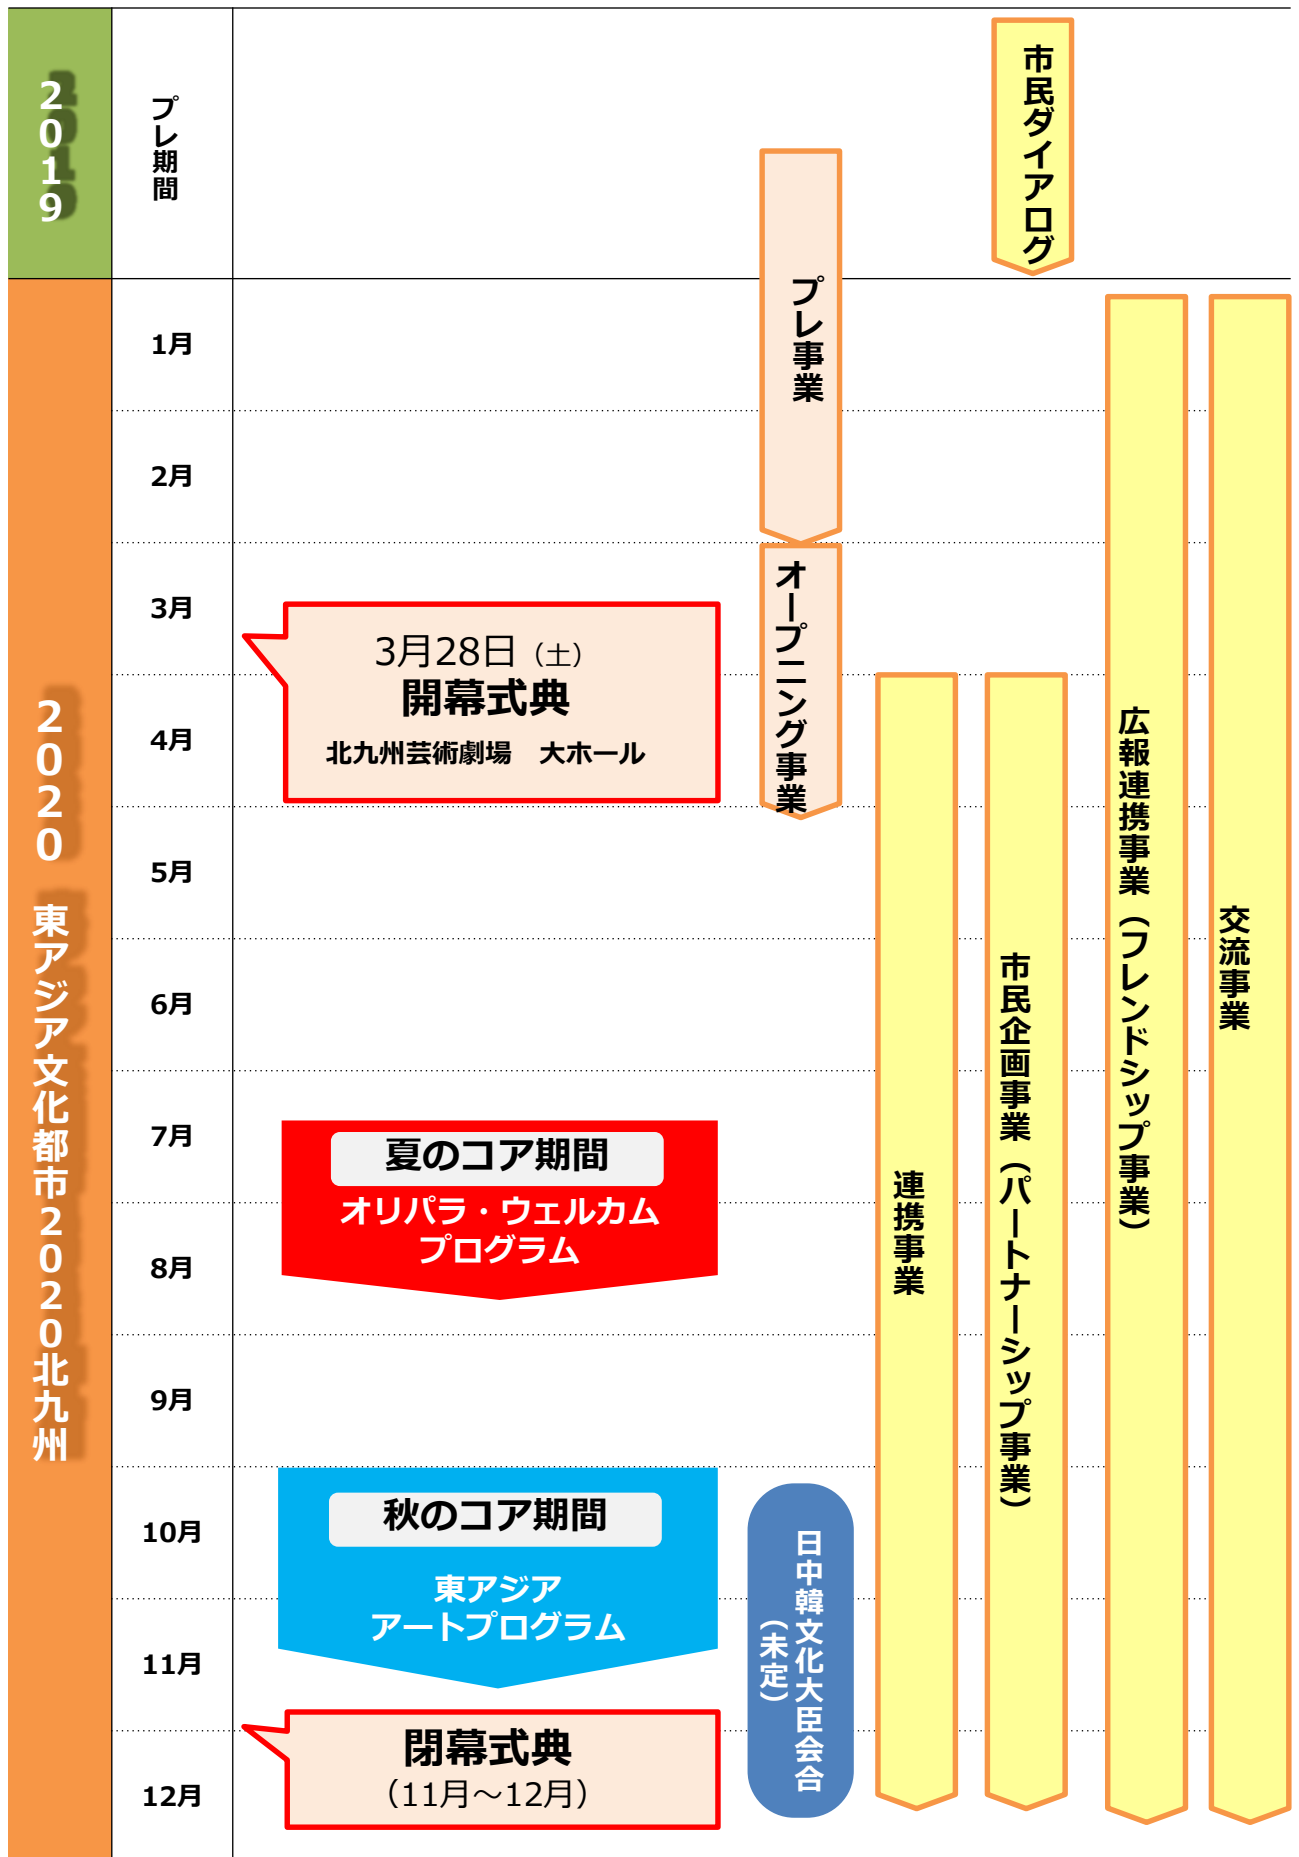 2019
プレ期間
市民ダイアログ
プレ事業
2020　東アジア文化都市2020北九州
1月
2月
3月
4月
5月
6月
7月
8月
9月
10月
11月
12月
3月28日（土）
開幕式典
北九州芸術劇場　大ホール
オープニング事業
夏のコア期間
オリパラ・ウェルカム
プログラム
秋のコア期間
東アジア
アートプログラム
閉幕式典
（11月～12月）
日中韓文化大臣会合
（未定）
連携事業
市民企画事業（パートナーシップ事業）
広報連携事業（フレンドシップ事業）
交流事業